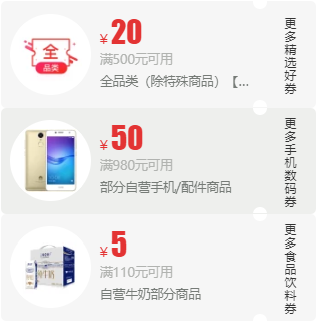 全
品类
¥20
满500元可用
全品类（除特殊商品）【...
更多精选好券
¥50
满980元可用
部分自营手机/配件商品
更多手机数码券
¥5
满110元可用
自营牛奶部分商品
更多食品饮料券